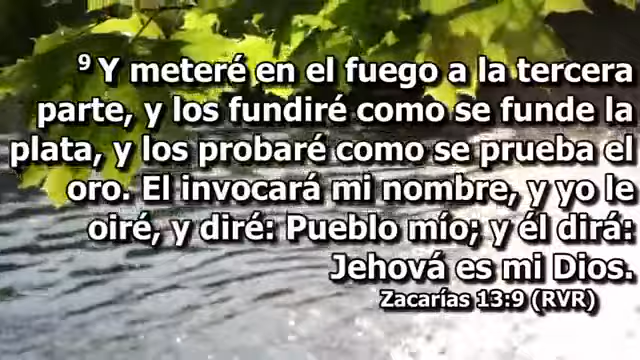 9 Y meteré en el fuego a la tercera
parte, y los fundiré como se funde la
plata, y los probaré como se prueba el
oro. El invocará mi nombre, y yo le
oiré, y diré: Pueblo mío; y él dirá:
Jehová es mi Dios.
Zacarías 13:9 (RVR)